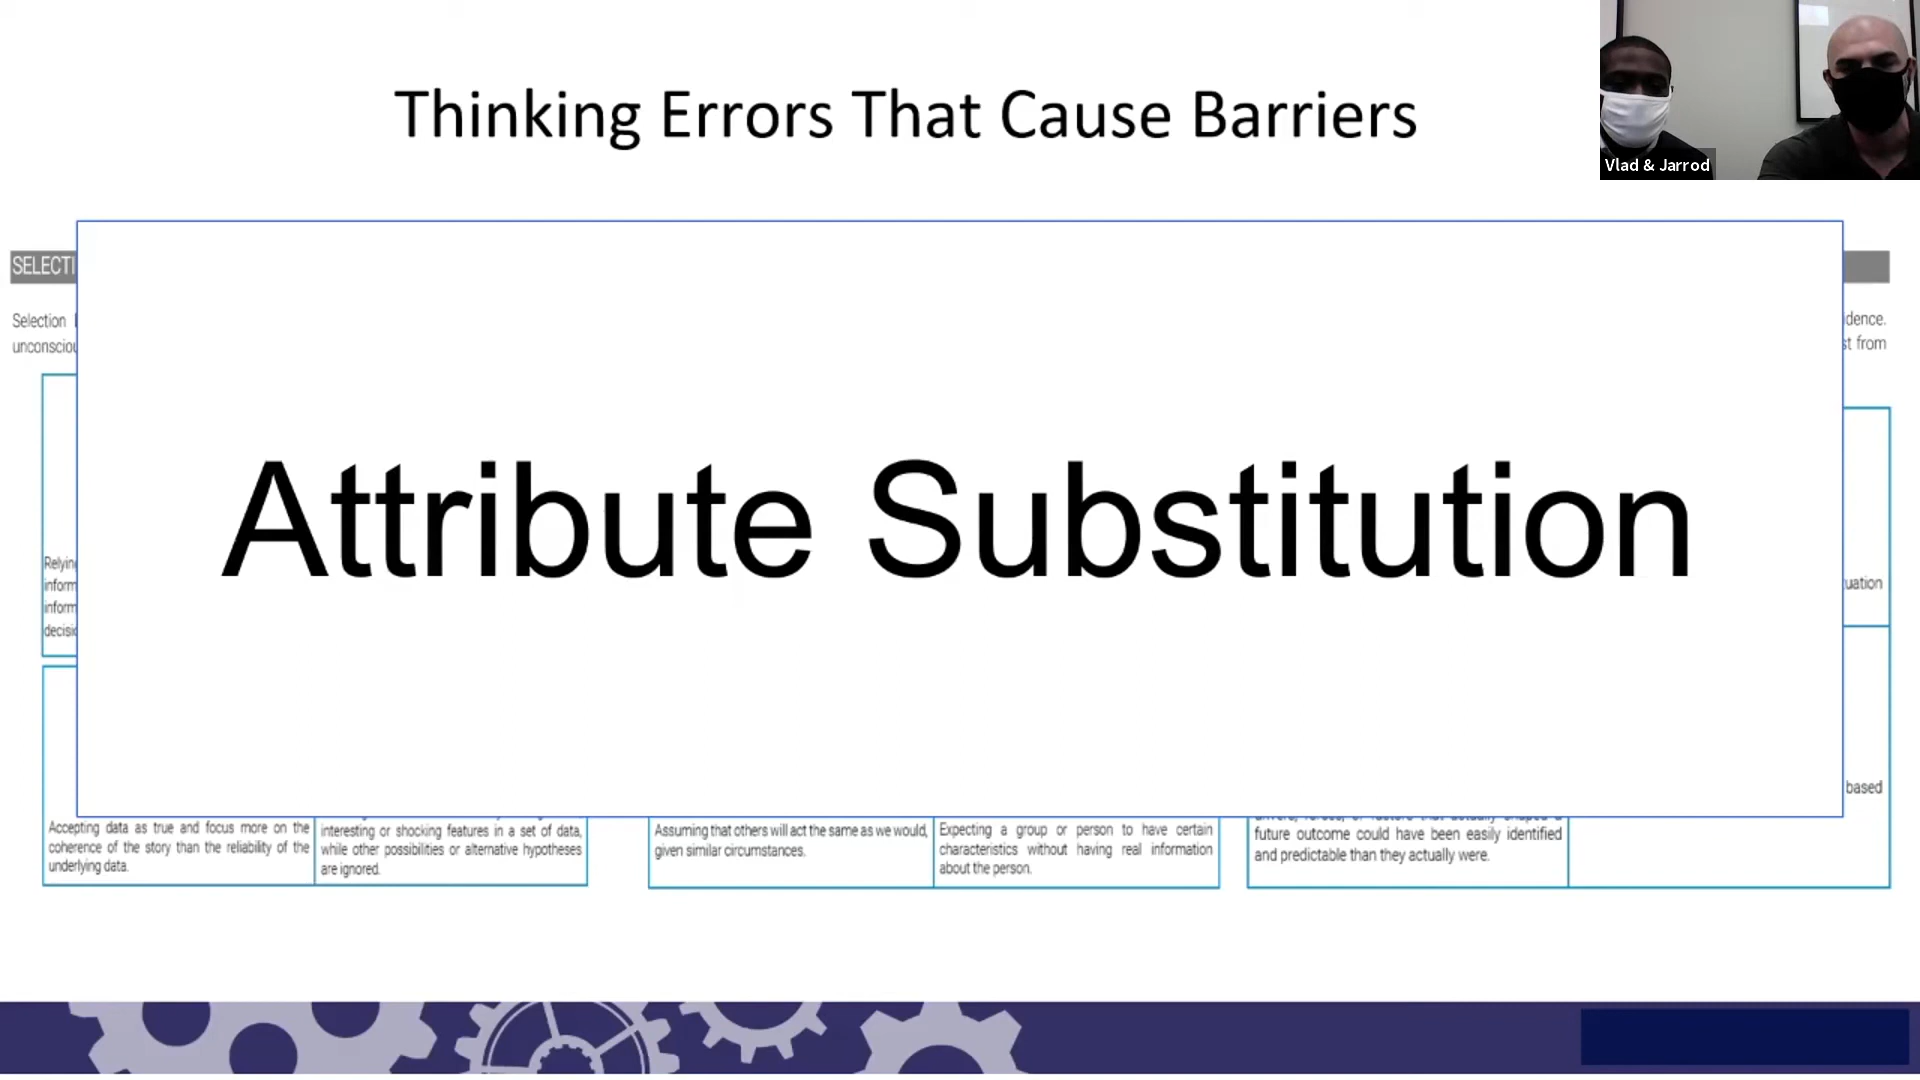 Thinking Errors That Cause Barriers
Vlad & Jarrod
SELECTI
Selection
unconsciou
dence.
st from
Attribute Substitution
Relying
inform
inform
decisio
uation
based
Accepting data as true and focus more on the
coherence of the story than the reliability of the
underlying data.
interesting or shocking features in a set of data,
while other possibilities or alternative hypotheses
are ignored.
Assuming that others will act the same as we would,
given similar circumstances.
Expecting a group or person to have certain
characteristics without having real information
about the person.
future outcome could have been easily identified
and predictable than they actually were.